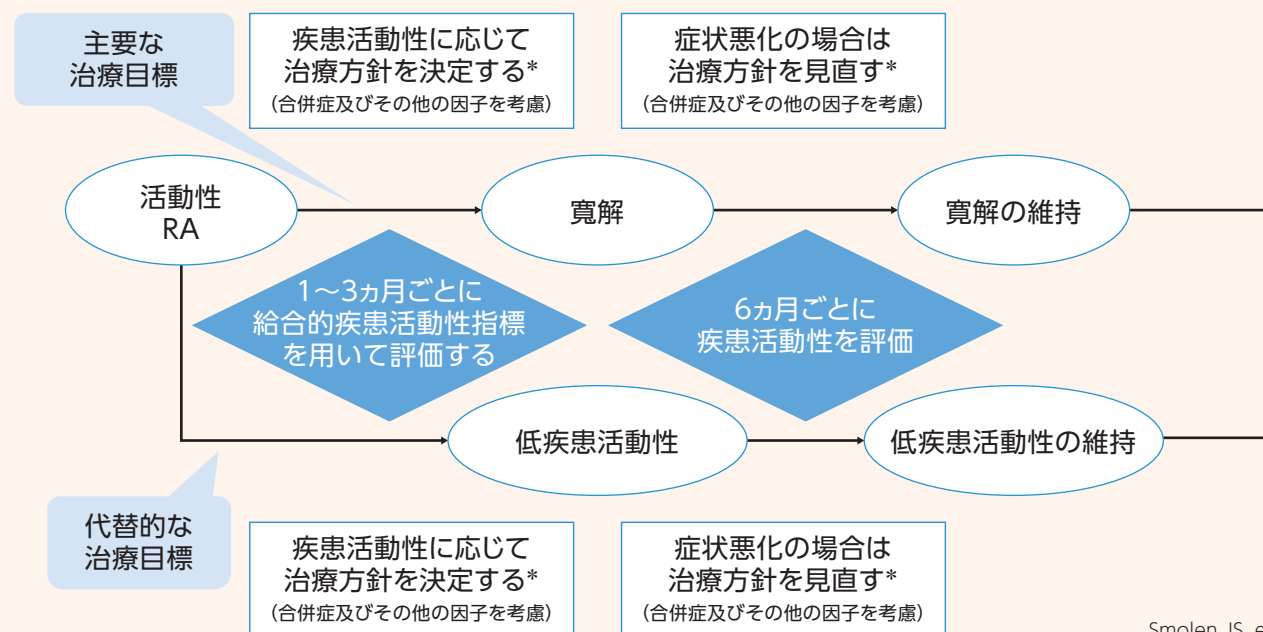 主要な
治療目標
疾患活動性に応じて
治療方針を決定する*
(合併症及びその他の因子を考慮)
症状悪化の場合は
治療方針を見直す*
(合併症及びその他の因子を考慮)
活動性
RA
寛解
寛解の維持
1〜3ヵ月ごとに
給合的疾患活動性指標
を用いて評価する
6ヵ月ごとに
疾患活動性を評価
低疾患活動性
低疾患活動性の維持
代替的な
治療目標
疾患活動性に応じて
治療方針を決定する*
(合併症及びその他の因子を考慮)
症状悪化の場合は
治療方針を見直す*
(合併症及びその他の因子を考慮)
Smolen JS, e